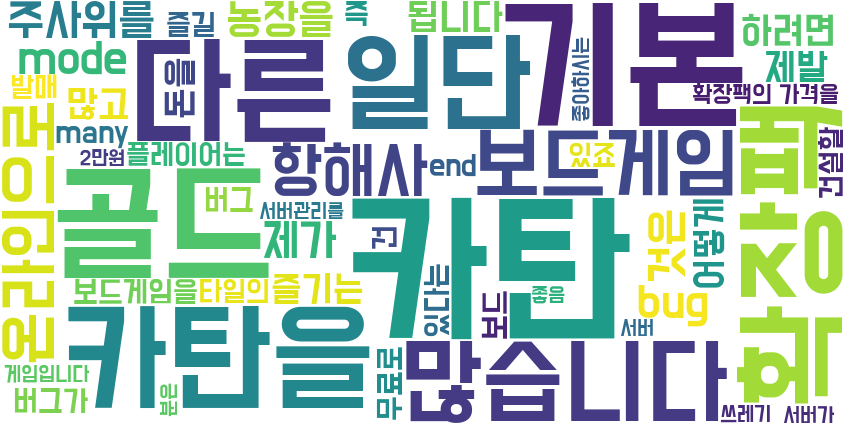 주사위를
즐길
농장을
즉
됩니다
기본
하려면
mode
다른
돈을
일단
좋아하시는
제발
발매
많고
확장팩의 가격을
many
온라인으로
2만원
플레이어는
항해사
end
보드게임
있죠
확장팩
건설할
골드
버그
서버관리를
제가
건
카탄
것은
어떻게
보드게임을
타일의
즐기는
있다는
보드
좋음
bug
서버
카탄을
게임입니다
버그가
밟은
무료로
많습니다
쓰레기
서버가